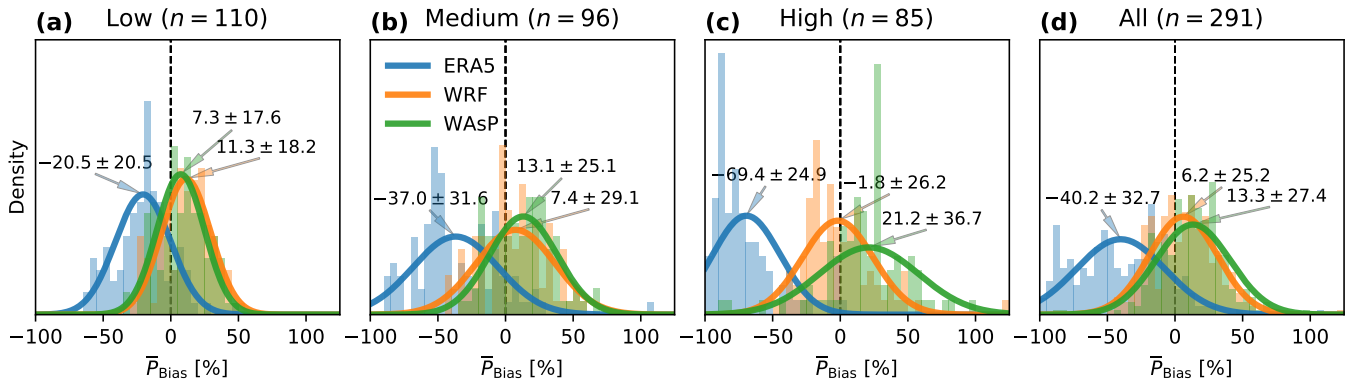 (a) Low (n = 110)
(b) Medium (n = 96)
(c) High (n = 85)
(d) All (n = 291)
Density
ERA5
WRF
WAsP
−20.5 ± 20.5
7.3 ± 17.6
11.3 ± 18.2
−37.0 ± 31.6
13.1 ± 25.1
7.4 ± 29.1
−69.4 ± 24.9
−1.8 ± 26.2
21.2 ± 36.7
−40.2 ± 32.7
6.2 ± 25.2
13.3 ± 27.4
−100 −50 0 50 100
−100 −50 0 50 100
−100 −50 0 50 100
−100 −50 0 50 100
P̅Bias [%]
P̅Bias [%]
P̅Bias [%]
P̅Bias [%]